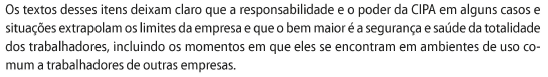 Os textos desses itens deixam claro que a responsabilidade e o poder da CIPA em alguns casos e
situações extrapolam os limites da empresa e que o bem maior é a segurança e saúde da totalidade
dos trabalhadores, incluindo os momentos em que eles se encontram em ambientes de uso co-
mum a trabalhadores de outras empresas.